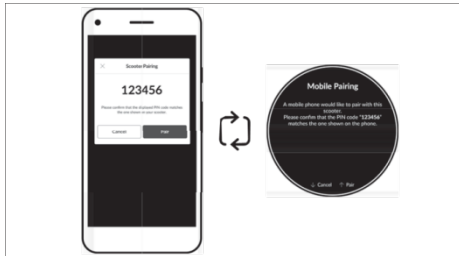 Scooter Pairing
123456
Please confirm that the displayed PIN code matches
the one shown on your scooter.
Cancel
Pair
Mobile Pairing
A mobile phone would like to pair with this
scooter.
Please confim that the PIN code "123456"
matches the one shown on the phone.
↓ Cancel ↑ Pair